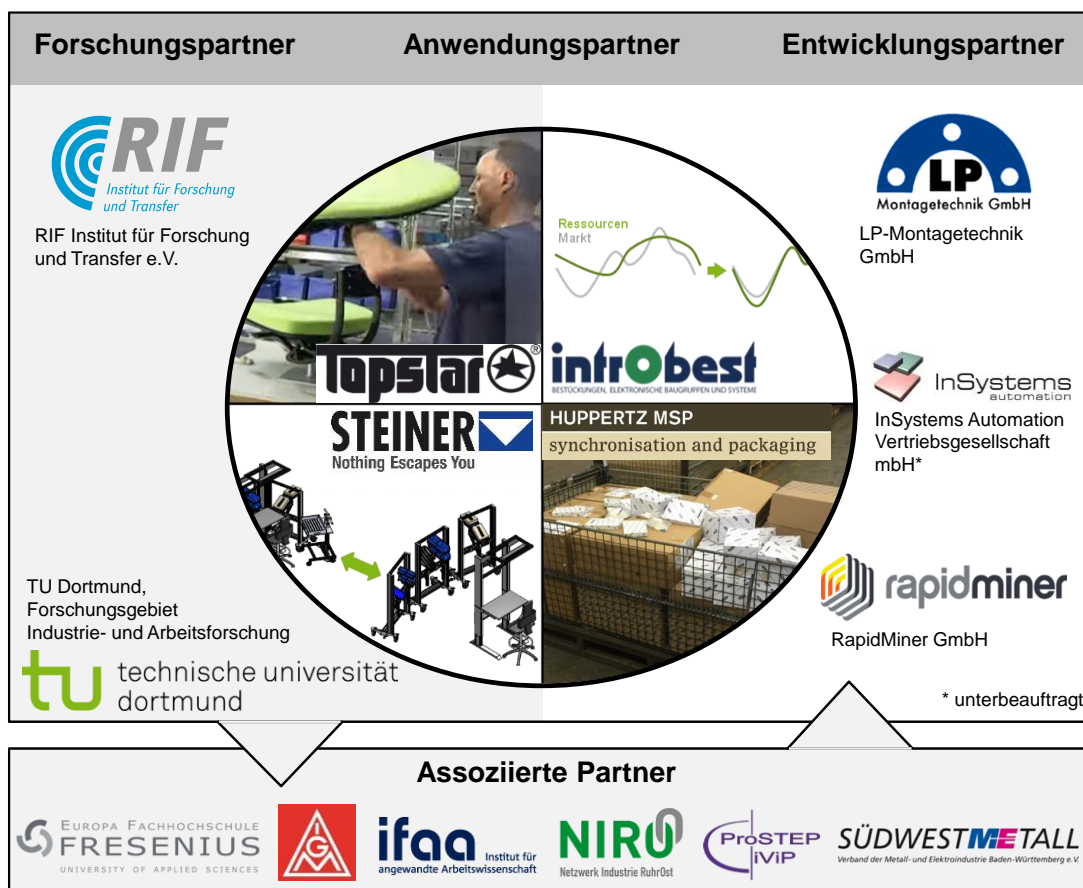 Forschungspartner
Anwendungspartner
Entwicklungspartner
RIF
Institut für Forschung
und Transfer
RIF Institut für Forschung
und Transfer e.V.
TU Dortmund,
Forschungsgebiet
Industrie- und Arbeitsforschung
tu technische universität
dortmund
Topstar ®
Ressourcen
Markt
introbest
BESTÜCKUNGEN, ELEKTRONISCHE BAUGRUPPEN UND SYSTEME
STEINER
Nothing Escapes You
HUPPERTZ MSP
synchronisation and packaging
LP
Montagetechnik GmbH
LP-Montagetechnik
GmbH
InSystems
automation
InSystems Automation
Vertriebsgesellschaft
mbH*
rapidminer
RapidMiner GmbH
* unterbeauftragt
Assoziierte Partner
EUROPA FACHHOCHSCHULE
FRESENIUS
UNIVERSITY OF APPLIED SCIENCES
IGM
ifaa Institut für
angewandte Arbeitswissenschaft
NIRO
Netzwerk Industrie RuhrOst
ProSTEP
iViP
SÜDWESTMETALL
Verband der Metall- und Elektroindustrie Baden-Württemberg e.V.